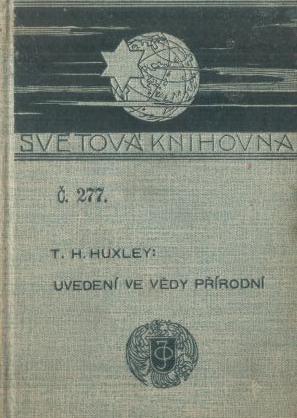 SVĚTOVÁ KNIHOVNA
Č. 277.
T. H. HUXLEY:
UVEDENÍ VE VĚDY PŘÍRODNÍ